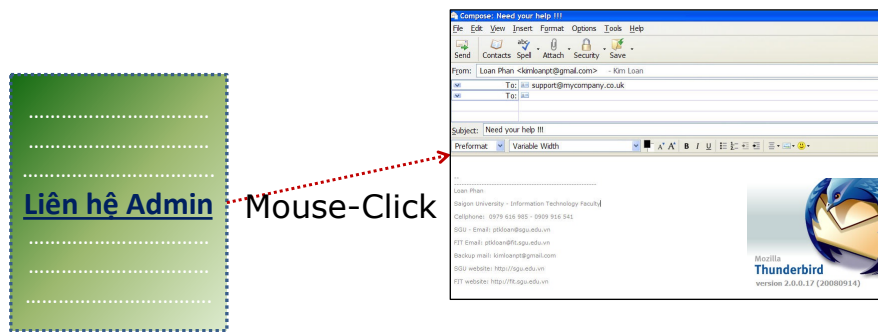 Liên hệ Admin
Mouse-Click
Compose: Need your help !!!
File Edit View Insert Format Options Tools Help
Send Contacts Spell Attach Security Save
From: Loan Phan <kimloanpt@gmail.com> - Kim Loan
To: support@mycompany.co.uk
To:
Subject: Need your help !!!
Preformat Variable Width
--
Loan Phan
Saigon University - Information Technology Faculty
Cellphone: 0979 616 985 - 0909 916 541
SGU - Email: ptkloan@sgu.edu.vn
FIT Email: ptkloan@fit.sgu.edu.vn
Backup mail: kimloanpt@gmail.com
SGU website: http://sgu.edu.vn
FIT website: http://fit.sgu.edu.vn
Mozilla
Thunderbird
version 2.0.0.17 (20080914)